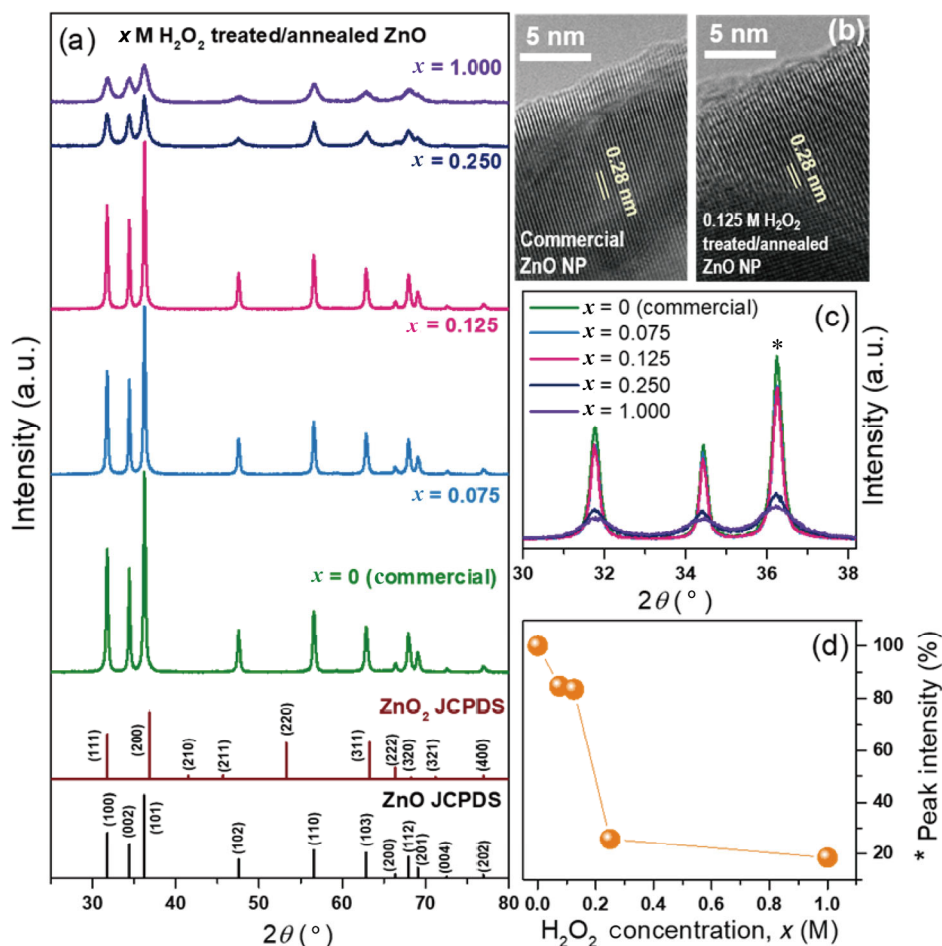 (a)
x M H₂O₂ treated/annealed ZnO
x = 1.000
x = 0.250
x = 0.125
x = 0.075
x = 0 (commercial)
ZnO₂ JCPDS
(111)
(200)
(210)
(211)
(220)
(311)
(222)
(320)
(321)
(400)
ZnO JCPDS
(100)
(002)
(101)
(102)
(110)
(103)
(200)
(112)
(201)
(004)
(202)
Intensity (a. u.)
30 40 50 60 70 80
2θ (°)
(b)
5 nm
0.28 nm
Commercial
ZnO NP
5 nm
0.28 nm
0.125 M H₂O₂
treated/annealed
ZnO NP
(c)
x = 0 (commercial)
x = 0.075
x = 0.125
x = 0.250
x = 1.000
*
Intensity (a.u.)
30 32 34 36 38
2θ (°)
(d)
100
80
60
40
20
* Peak intensity (%)
0.0 0.2 0.4 0.6 0.8 1.0
H₂O₂ concentration, x (M)